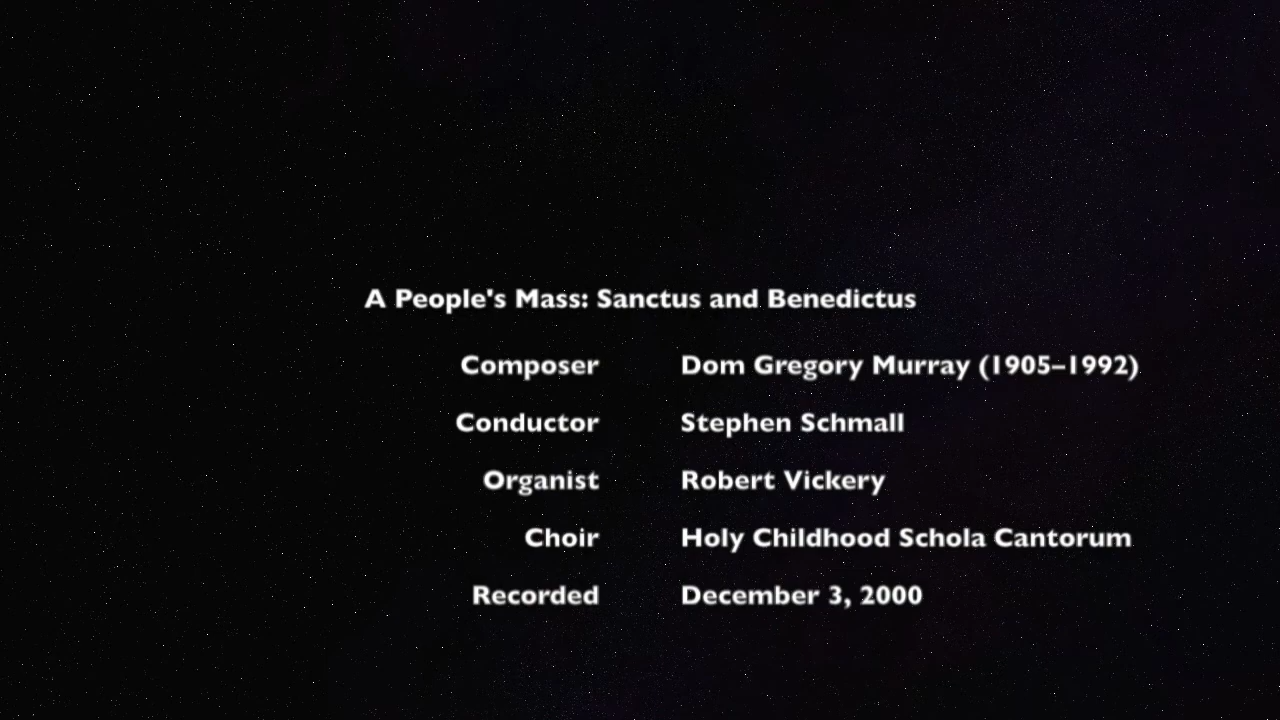 A People's Mass: Sanctus and Benedictus
Composer Dom Gregory Murray (1905–1992)
Conductor Stephen Schmall
Organist Robert Vickery
Choir Holy Childhood Schola Cantorum
Recorded December 3, 2000